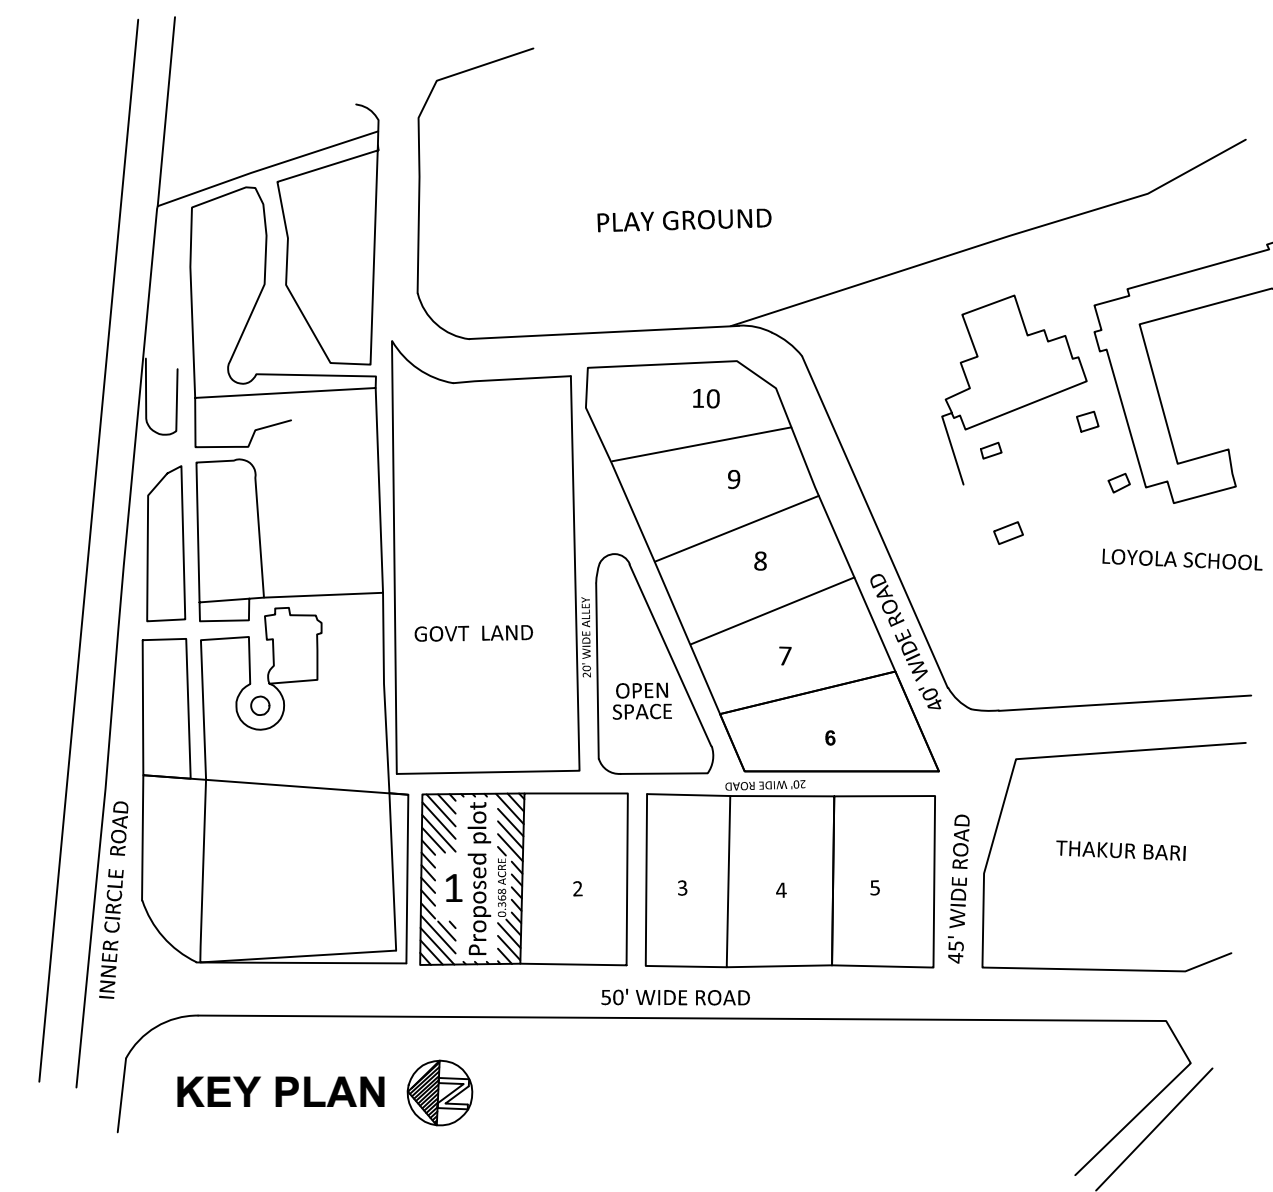 PLAY GROUND
10
9
8
7
6
LOYOLA SCHOOL
40' WIDE ROAD
GOVT LAND
20' WIDE ALLEY
OPEN
SPACE
20' WIDE ROAD
INNER CIRCLE ROAD
1
Proposed plot
0.368 ACRE
2
3
4
5
45' WIDE ROAD
THAKUR BARI
50' WIDE ROAD
KEY PLAN
N